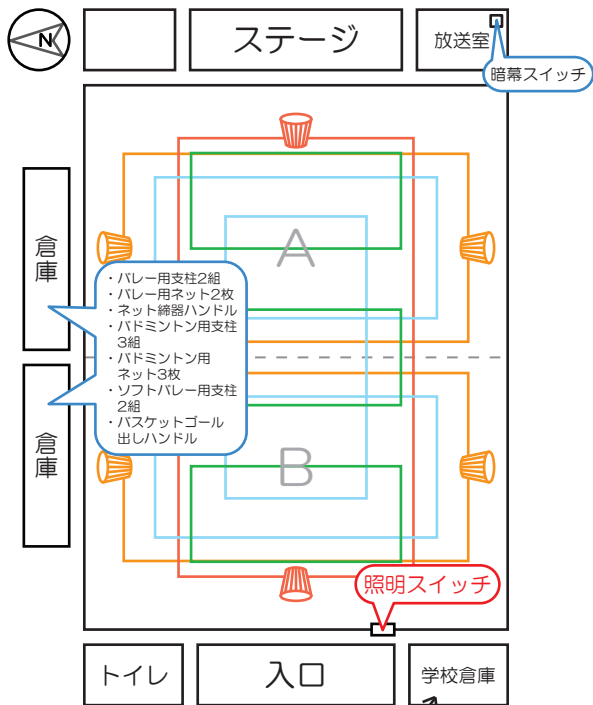 N
ステージ
放送室
暗幕スイッチ
倉庫
A
・バレー用支柱2組
・バレー用ネット2枚
・ネット締器ハンドル
・バドミントン用支柱
3組
・バドミントン用
ネット3枚
・ソフトバレー用支柱
2組
・バスケットゴール
出しハンドル
倉庫
B
照明スイッチ
トイレ
入口
学校倉庫